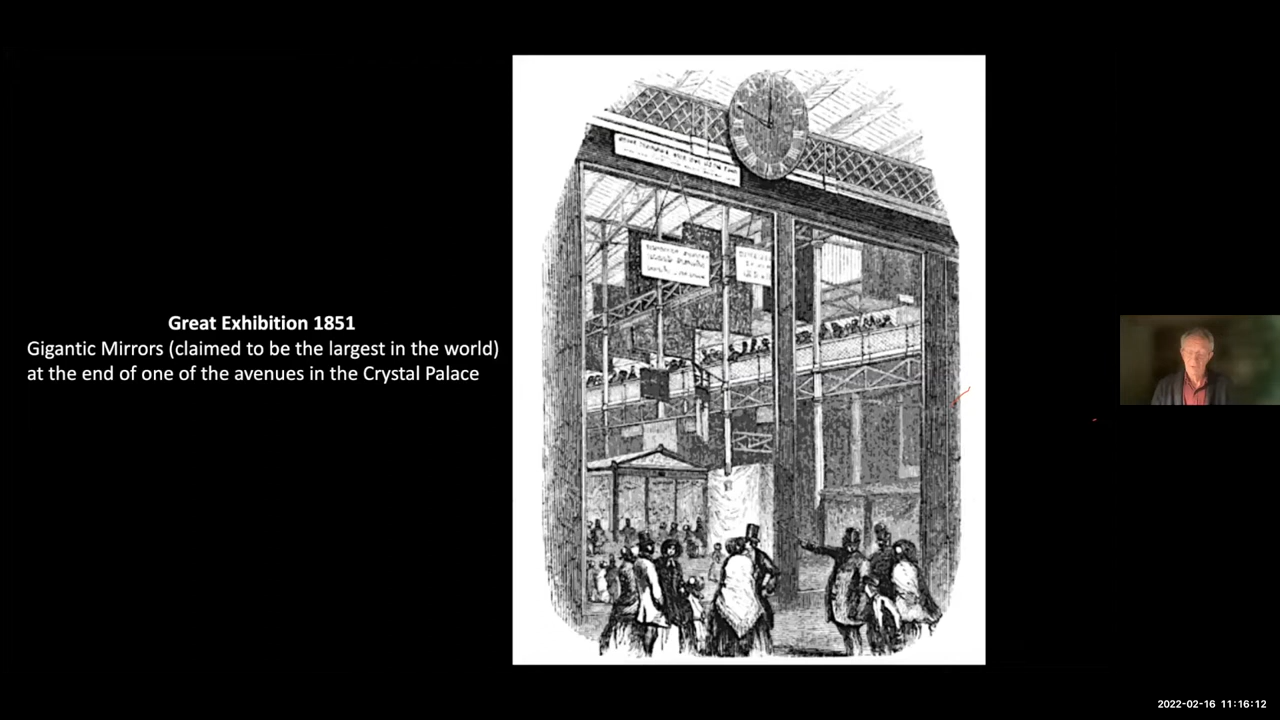 Great Exhibition 1851
Gigantic Mirrors (claimed to be the largest in the world)
at the end of one of the avenues in the Crystal Palace
2022-02-16 11:16:12